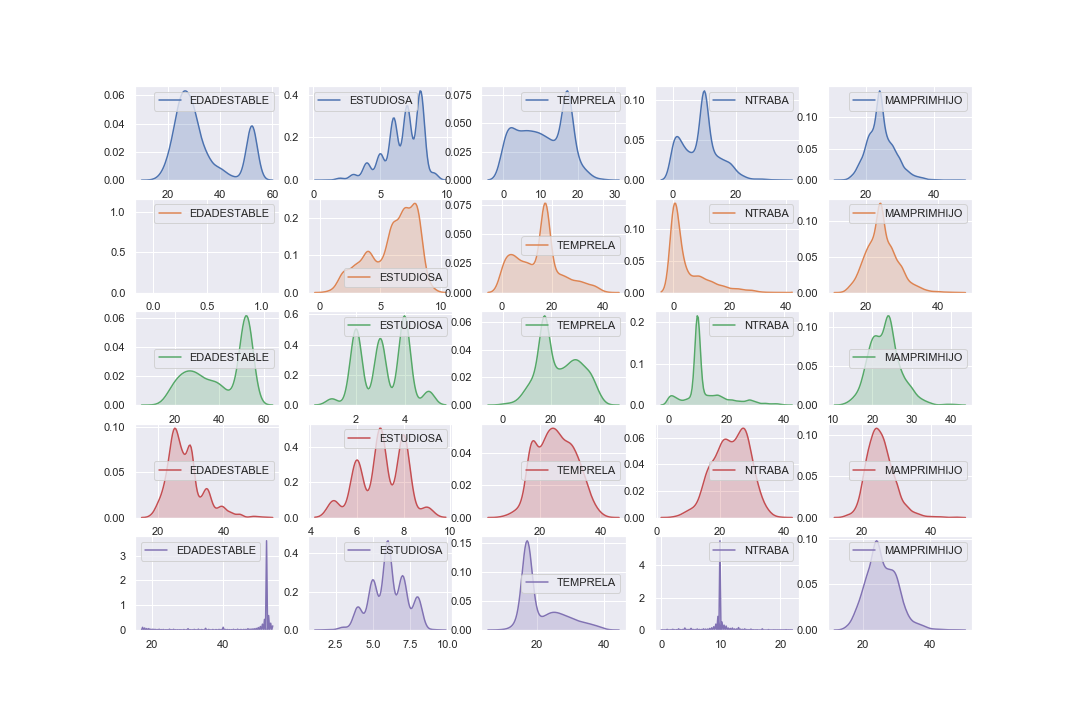 EDADESTABLE ESTUDIOSA TEMPRELA NTRABA MAMPRIMHIJO
0.06 0.04 0.02 0.00 0.4 0.2 0.0 0.075 0.050 0.025 0.000 0.10 0.05 0.00 0.10 0.05 0.00
20 40 60 0 5 10 0 10 20 30 0 20 20 40
EDADESTABLE ESTUDIOSA TEMPRELA NTRABA MAMPRIMHIJO
1.0 0.5 0.0 0.2 0.1 0.0 0.075 0.050 0.025 0.000 0.10 0.05 0.00 0.10 0.05 0.00
0.0 0.5 1.0 0 5 10 0 20 40 0 20 40 20 40
EDADESTABLE ESTUDIOSA TEMPRELA NTRABA MAMPRIMHIJO
0.06 0.04 0.02 0.00 0.6 0.4 0.2 0.0 0.06 0.04 0.02 0.00 0.2 0.1 0.0 0.10 0.05 0.00
20 40 60 2 4 0 20 40 0 20 40 10 20 30 40
EDADESTABLE ESTUDIOSA TEMPRELA NTRABA MAMPRIMHIJO
0.10 0.05 0.00 0.4 0.2 0.0 0.04 0.02 0.00 0.06 0.04 0.02 0.00 0.10 0.05 0.00
20 40 4 6 8 10 20 40 0 20 40 20 40
EDADESTABLE ESTUDIOSA TEMPRELA NTRABA MAMPRIMHIJO
3 2 1 0 0.4 0.2 0.0 0.15 0.10 0.05 0.00 4 2 0 0.10 0.05 0.00
20 40 2.5 5.0 7.5 10.0 20 40 0 10 20 20 40